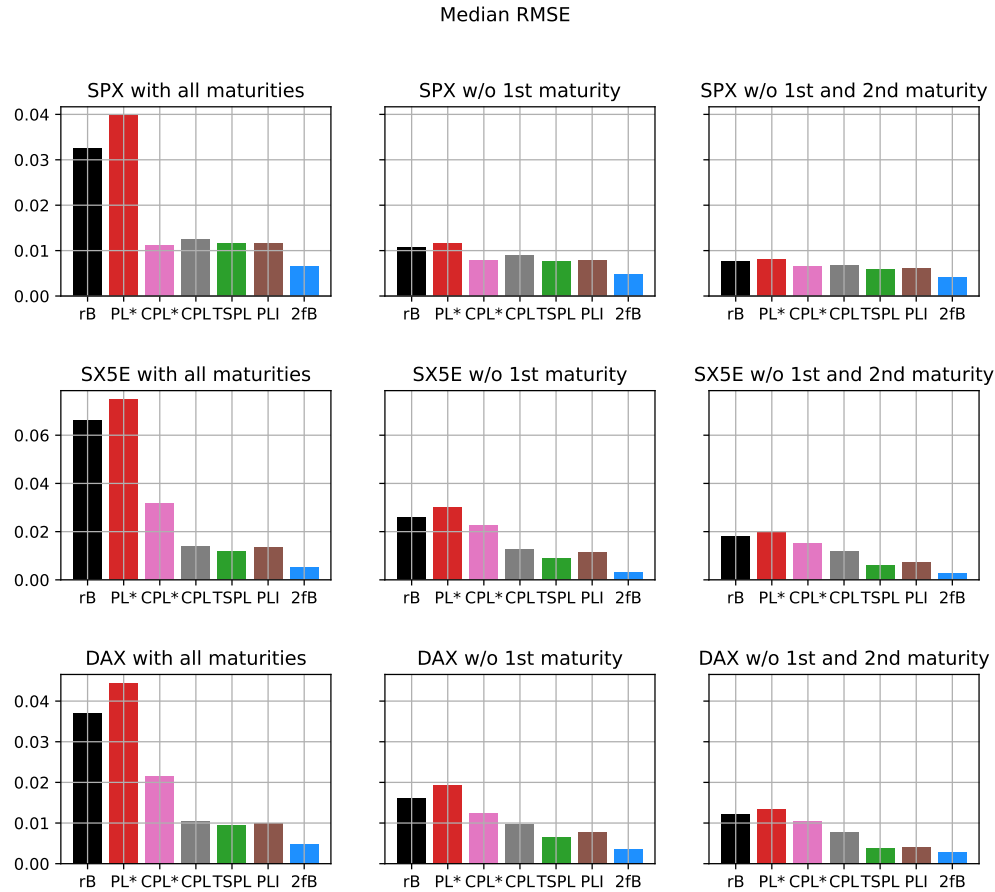 Median RMSE
SPX with all maturities
SPX w/o 1st maturity
SPX w/o 1st and 2nd maturity
0.04
0.03
0.02
0.01
0.00
rB PL* CPL* CPL TSPL PLI 2fB
rB PL* CPL* CPL TSPL PLI 2fB
rB PL* CPL* CPL TSPL PLI 2fB
SX5E with all maturities
SX5E w/o 1st maturity
SX5E w/o 1st and 2nd maturity
0.06
0.04
0.02
0.00
rB PL* CPL* CPL TSPL PLI 2fB
rB PL* CPL* CPL TSPL PLI 2fB
rB PL* CPL* CPL TSPL PLI 2fB
DAX with all maturities
DAX w/o 1st maturity
DAX w/o 1st and 2nd maturity
0.04
0.03
0.02
0.01
0.00
rB PL* CPL* CPL TSPL PLI 2fB
rB PL* CPL* CPL TSPL PLI 2fB
rB PL* CPL* CPL TSPL PLI 2fB